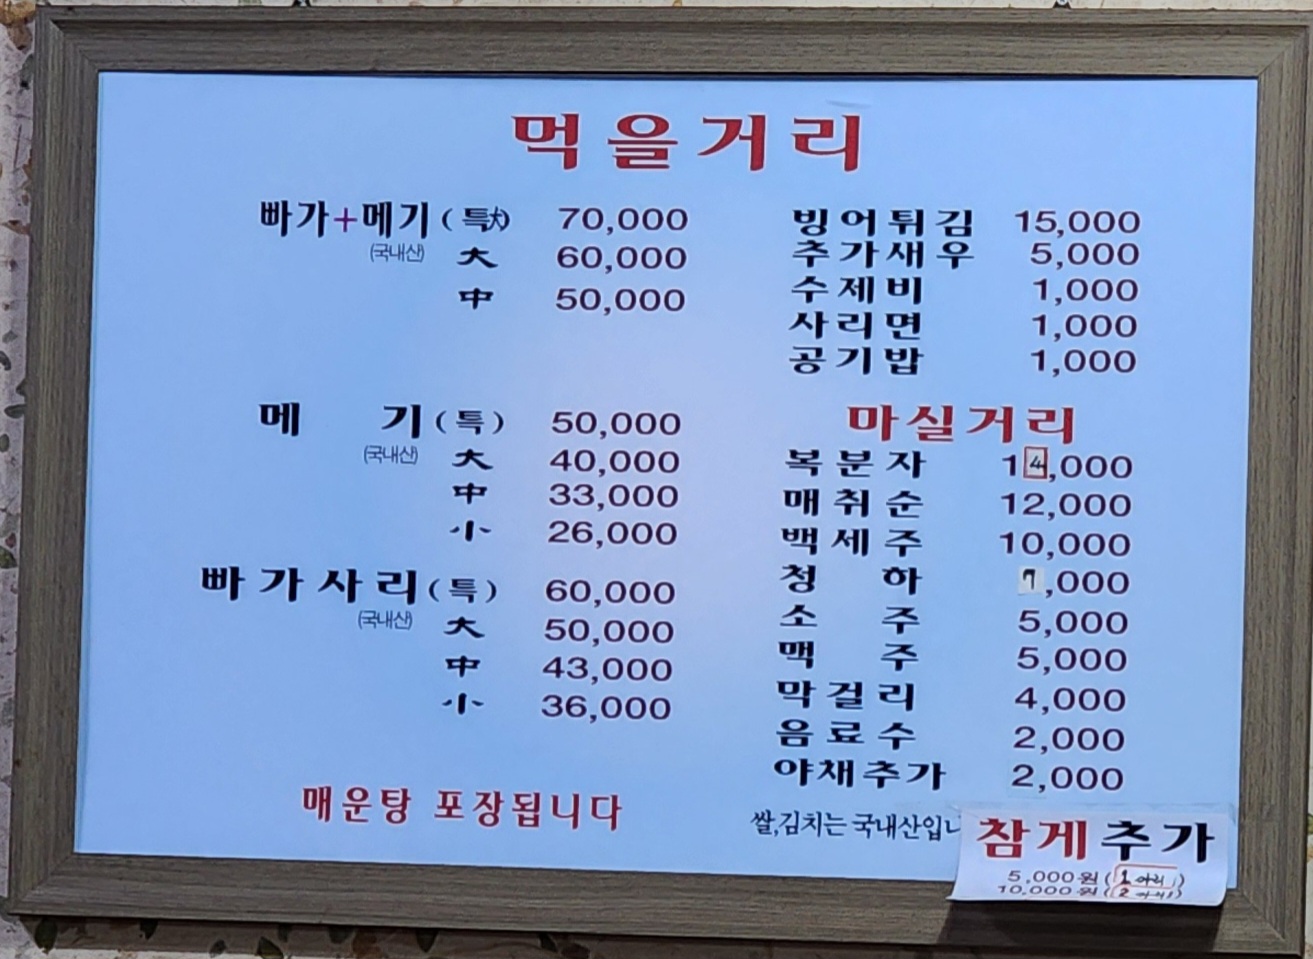 먹을거리
빠가+메기 (특大) 70,000
(국내산) 大 60,000
中 50,000
메 기 (특) 50,000
(국내산) 大 40,000
中 33,000
小 26,000
빠가사리 (특) 60,000
(국내산) 大 50,000
中 43,000
小 36,000
매운탕 포장됩니다
빙어튀김 15,000
추가새우 5,000
수제비 1,000
사리면 1,000
공기밥 1,000
마실거리
복분자 14,000
매취순 12,000
백세주 10,000
청 하 7,000
소 주 5,000
맥 주 5,000
막걸리 4,000
음료수 2,000
야채추가 2,000
쌀,김치는 국내산입니
참게추가
5,000원 (1마리)
10,000원 (2마리)